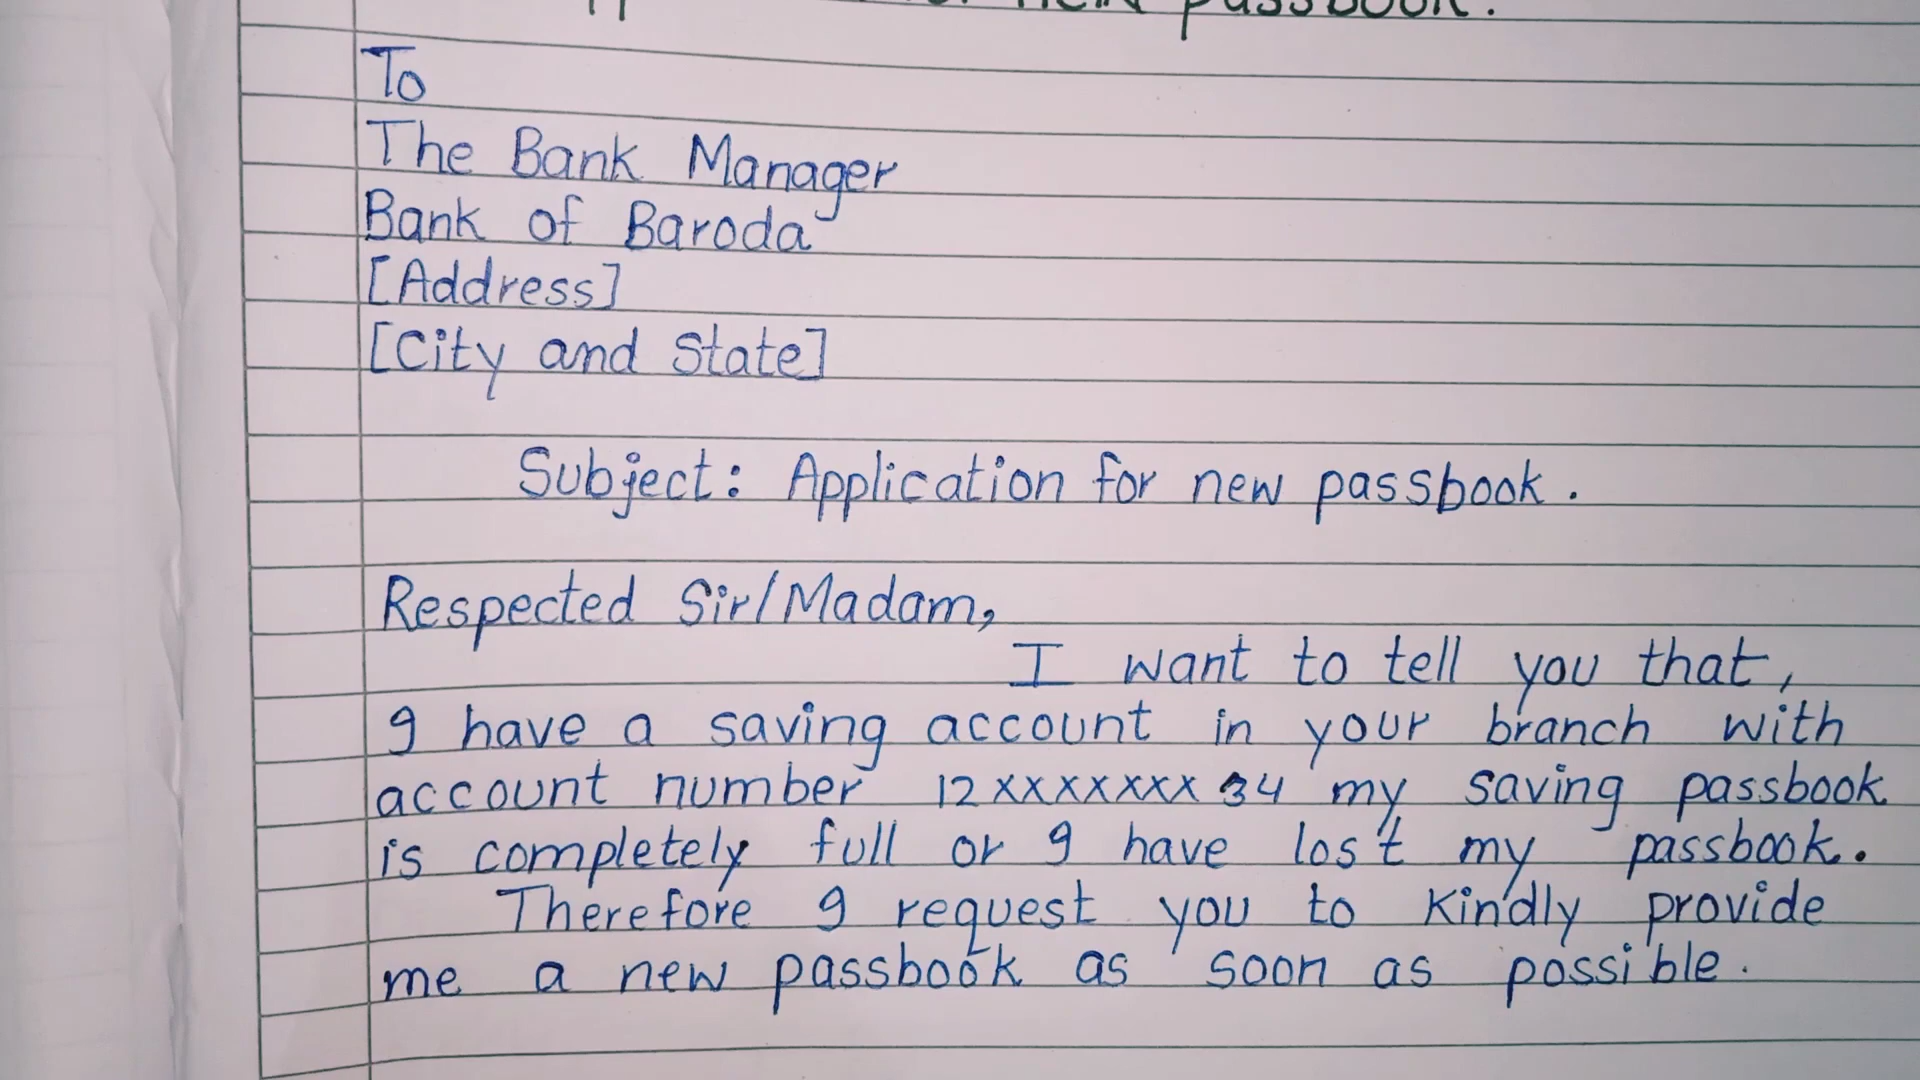 new passbook.
To
The Bank Manager
Bank of Baroda
[Address]
[City and State]
Subject: Application for new passbook.
Respected Sir/Madam,
I want to tell you that,
I have a saving account in your branch with
account number 12xxxxxxx34 my saving passbook
is completely full or I have lost my passbook.
Therefore I request you to kindly provide
me a new passbook as soon as possible.